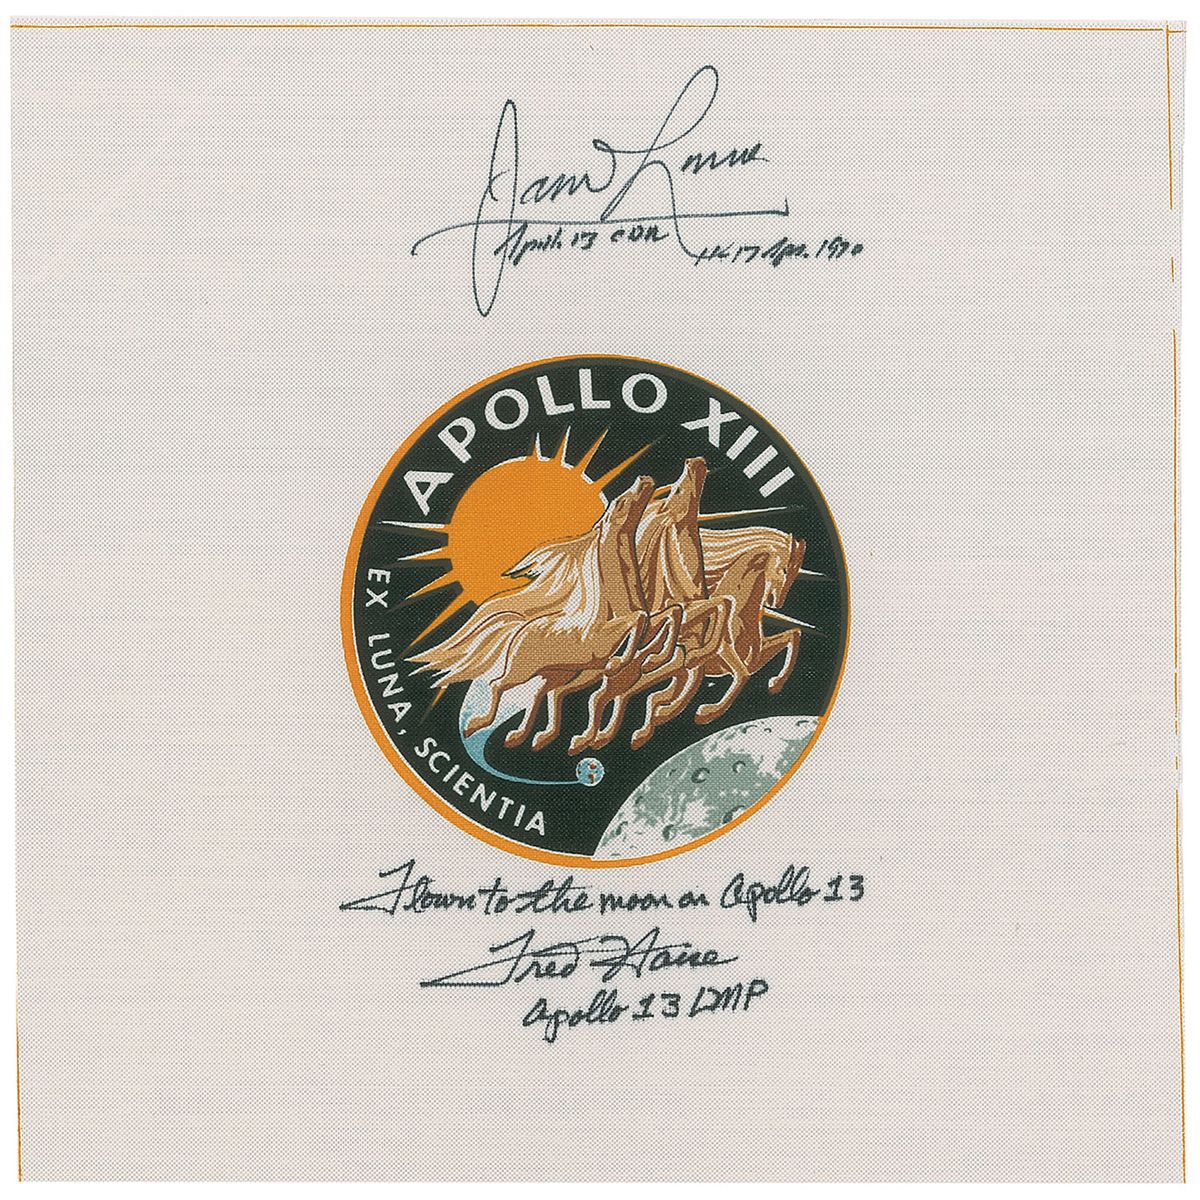 James Lovell
Apollo 13 CDR
11-17 Apr. 1970
APOLLO XIII
EX LUNA, SCIENTIA
Flown to the moon on Apollo 13
Fred Haise
Apollo 13 LMP